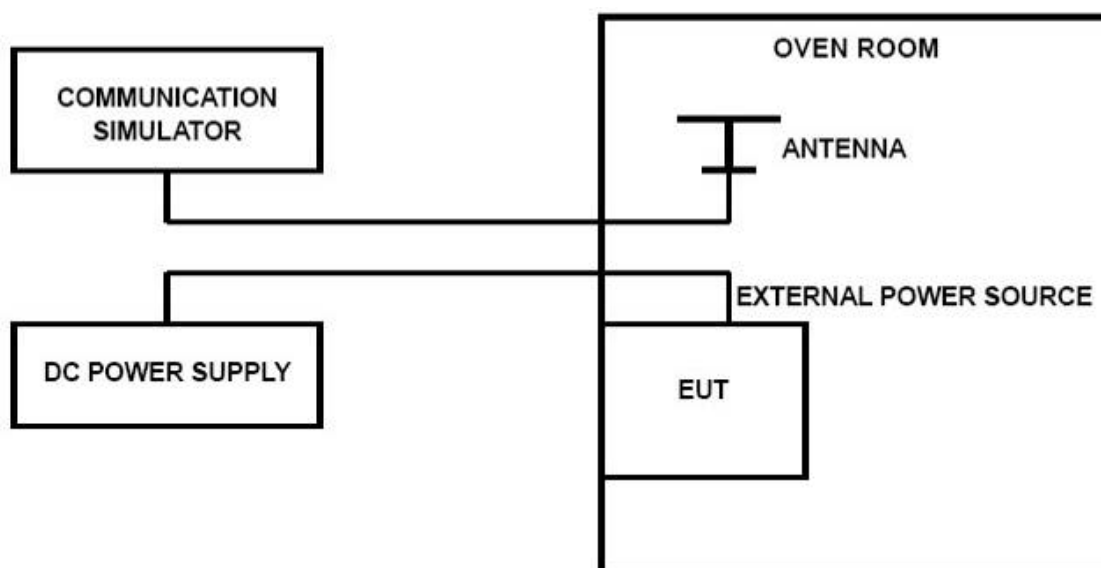 OVEN ROOM
COMMUNICATION
SIMULATOR
ANTENNA
EXTERNAL POWER SOURCE
DC POWER SUPPLY
EUT